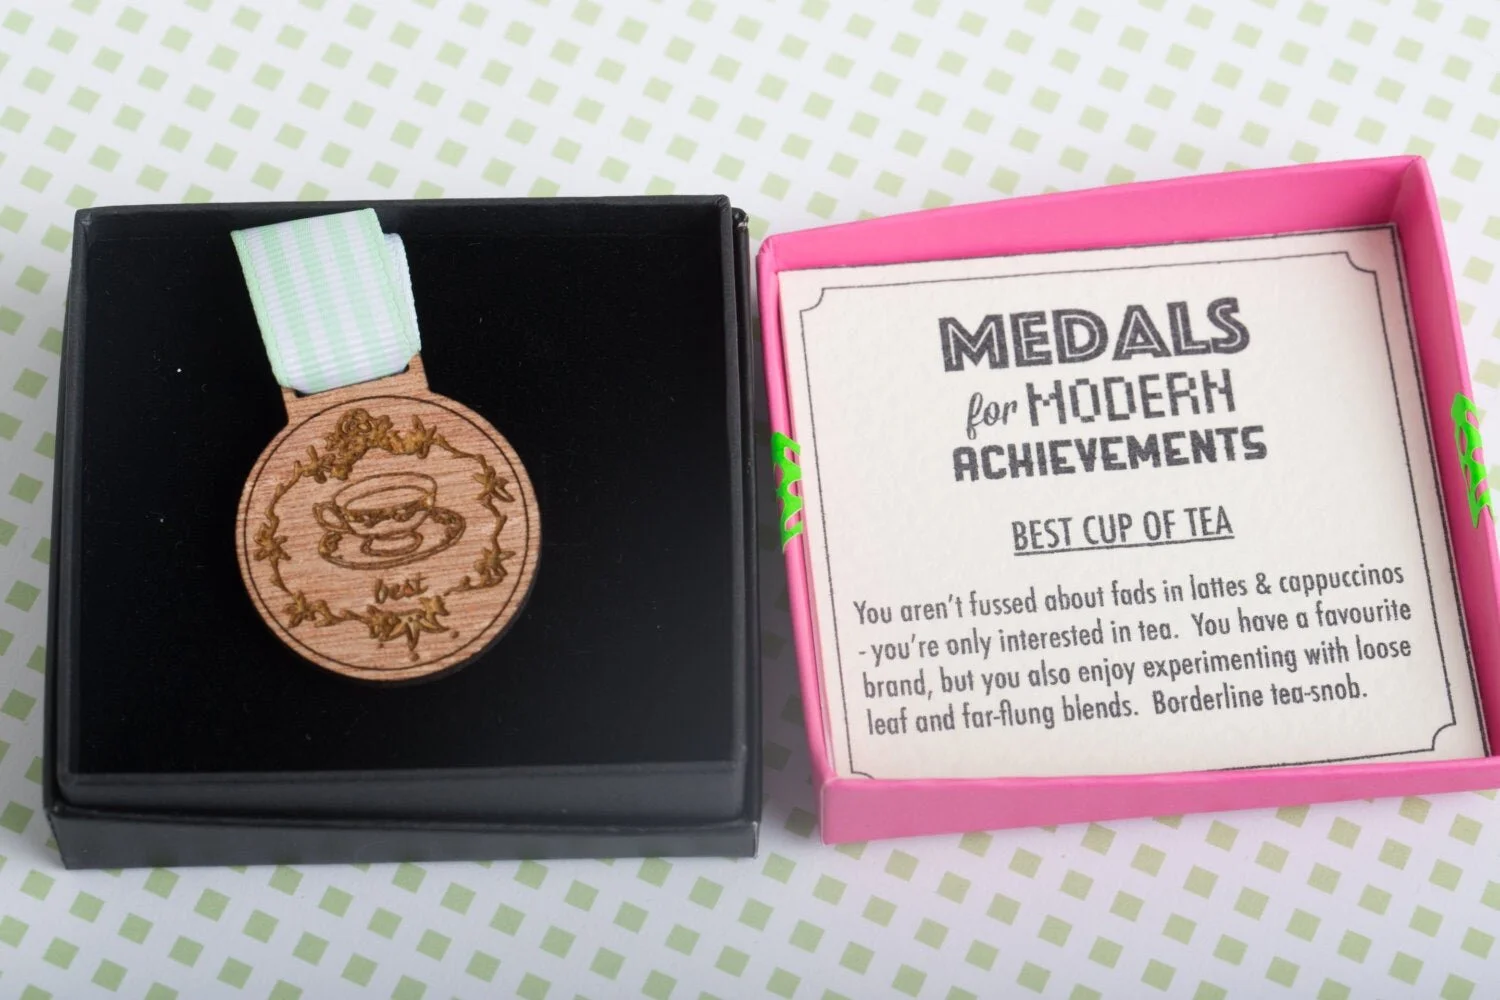 best
MEDALS
for MODERN
ACHIEVEMENTS
BEST CUP OF TEA
You aren't fussed about fads in lattes & cappuccinos
- you're only interested in tea. You have a favourite
brand, but you also enjoy experimenting with loose
leaf and far-flung blends. Borderline tea-snob.